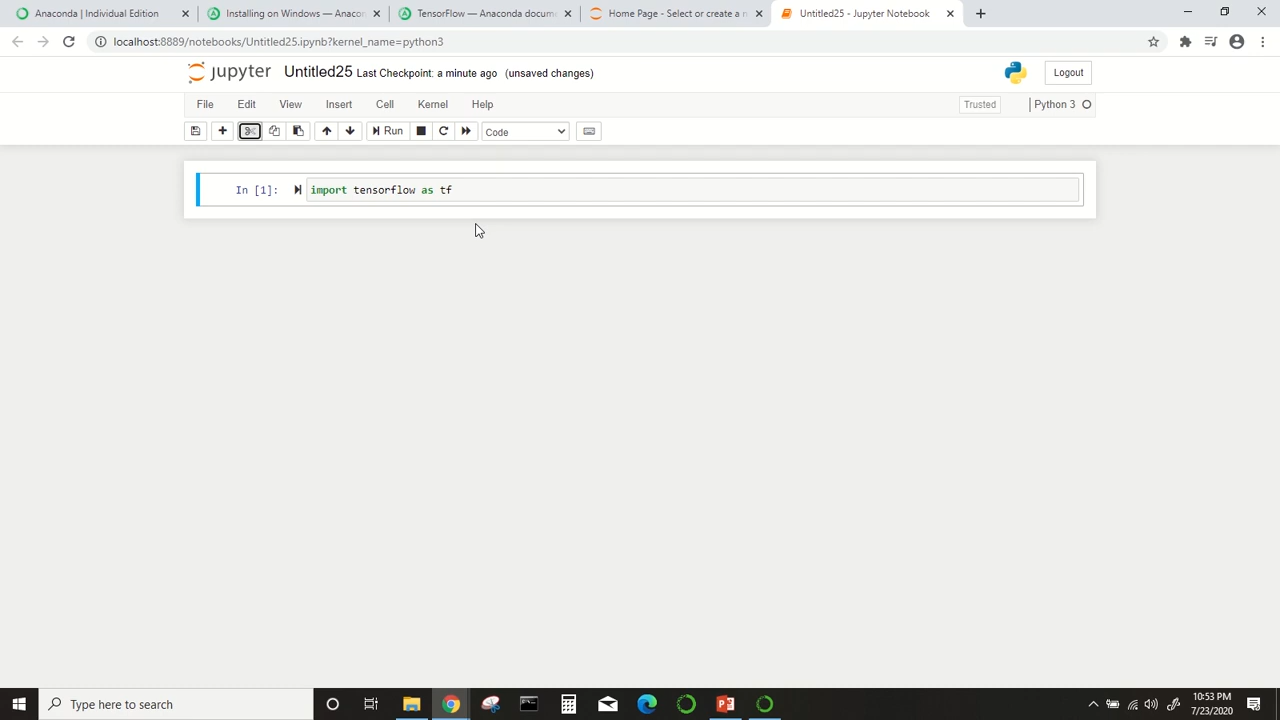 Anaconda | Individual Edition
Installing on Windows — Anacon
TensorFlow — Anaconda docume
Home Page - Select or create a n
Untitled25 - Jupyter Notebook
localhost:8889/notebooks/Untitled25.ipynb?kernel_name=python3
jupyter Untitled25 Last Checkpoint: a minute ago (unsaved changes)
Logout
File Edit View Insert Cell Kernel Help
Trusted
Python 3
Run
Code
In [1]: import tensorflow as tf
Type here to search
10:53 PM
7/23/2020